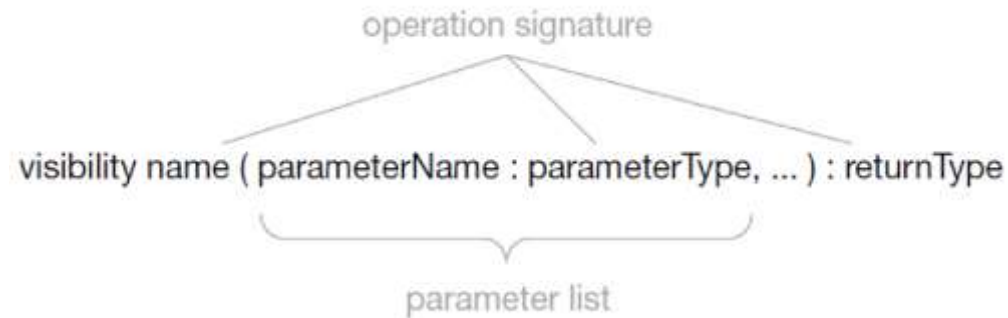 operation signature
visibility name ( parameterName : parameterType, ... ) : returnType
parameter list